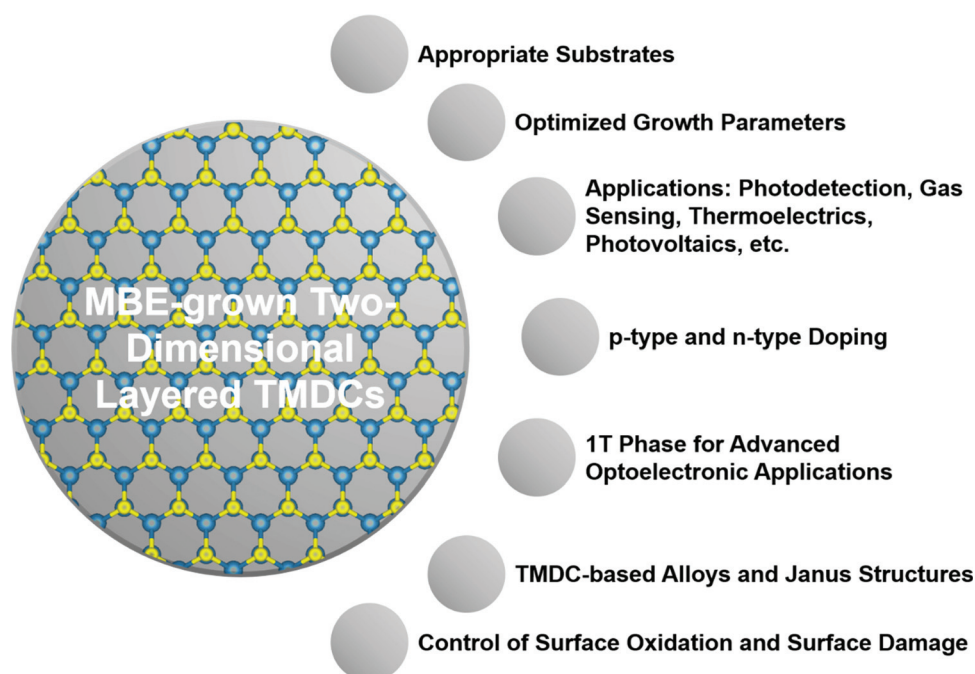 Appropriate Substrates
Optimized Growth Parameters
Applications: Photodetection, Gas
Sensing, Thermoelectrics,
Photovoltaics, etc.
MBE-grown Two-
Dimensional
Layered TMDCs
p-type and n-type Doping
1T Phase for Advanced
Optoelectronic Applications
TMDC-based Alloys and Janus Structures
Control of Surface Oxidation and Surface Damage